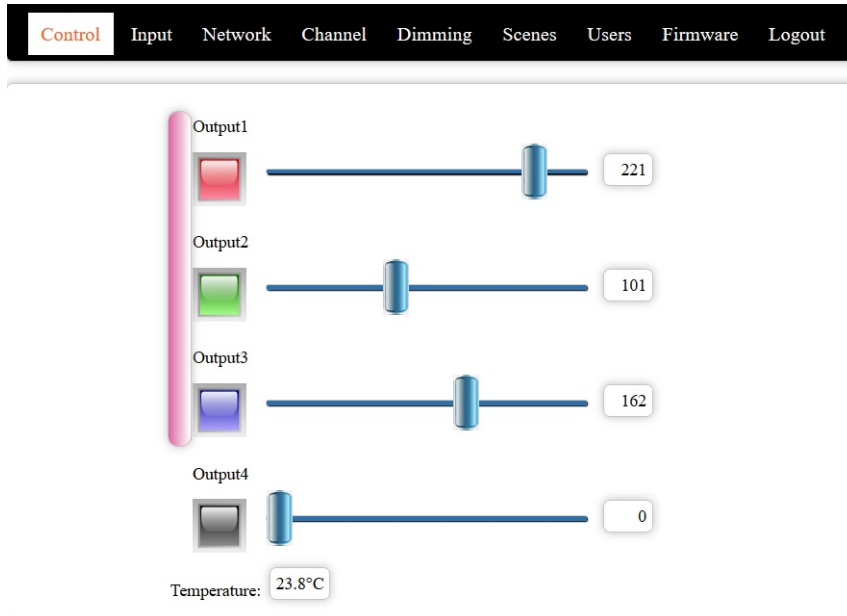 Control Input Network Channel Dimming Scenes Users Firmware Logout
Output1
221
Output2
101
Output3
162
Output4
0
Temperature: 23.8°C